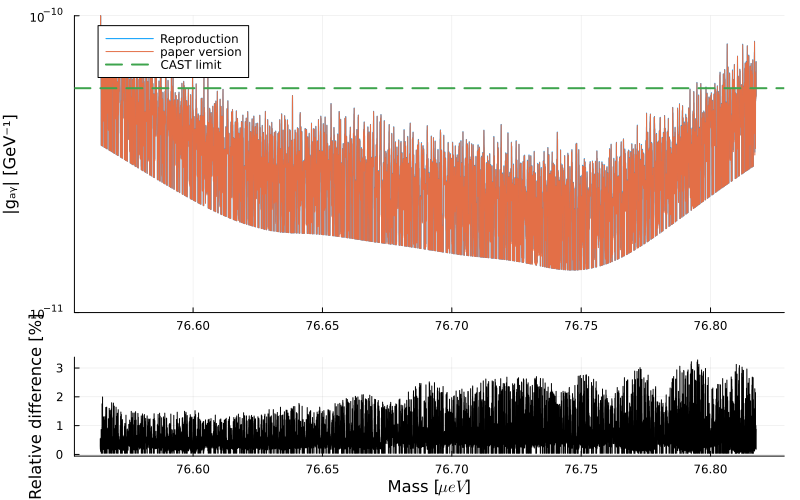 10⁻¹⁰
Reproduction
paper version
CAST limit
|gₐᵧ| [GeV⁻¹]
10⁻¹¹
76.60 76.65 76.70 76.75 76.80
Relative difference [%]
3
2
1
0
76.60 76.65 76.70 76.75 76.80
Mass [μeV]